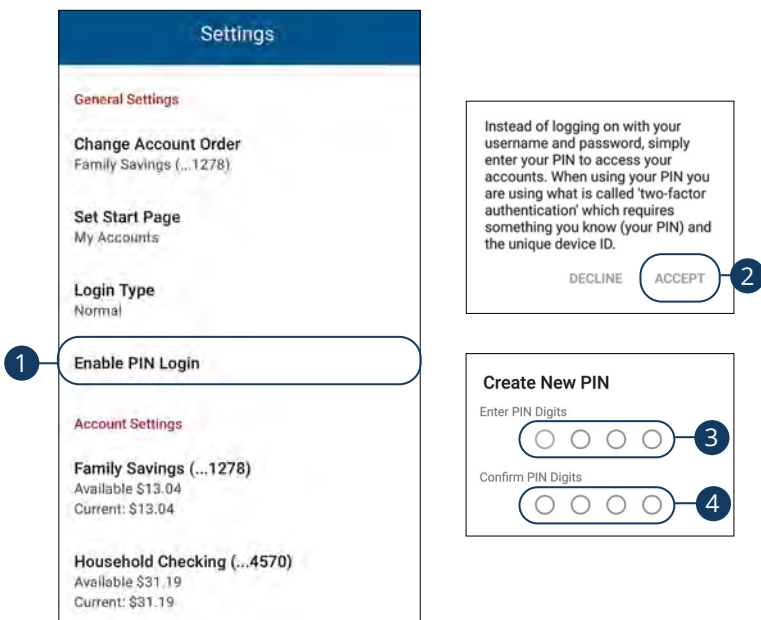 Settings
General Settings
Change Account Order
Family Savings (...1278)
Set Start Page
My Accounts
Login Type
Normal
1
Enable PIN Login
Account Settings
Family Savings (...1278)
Available $13.04
Current: $13.04
Household Checking (...4570)
Available $31.19
Current: $31.19
Instead of logging on with your
username and password, simply
enter your PIN to access your
accounts. When using your PIN you
are using what is called 'two-factor
authentication' which requires
something you know (your PIN) and
the unique device ID.
DECLINE ACCEPT 2
Create New PIN
Enter PIN Digits
3
Confirm PIN Digits
4